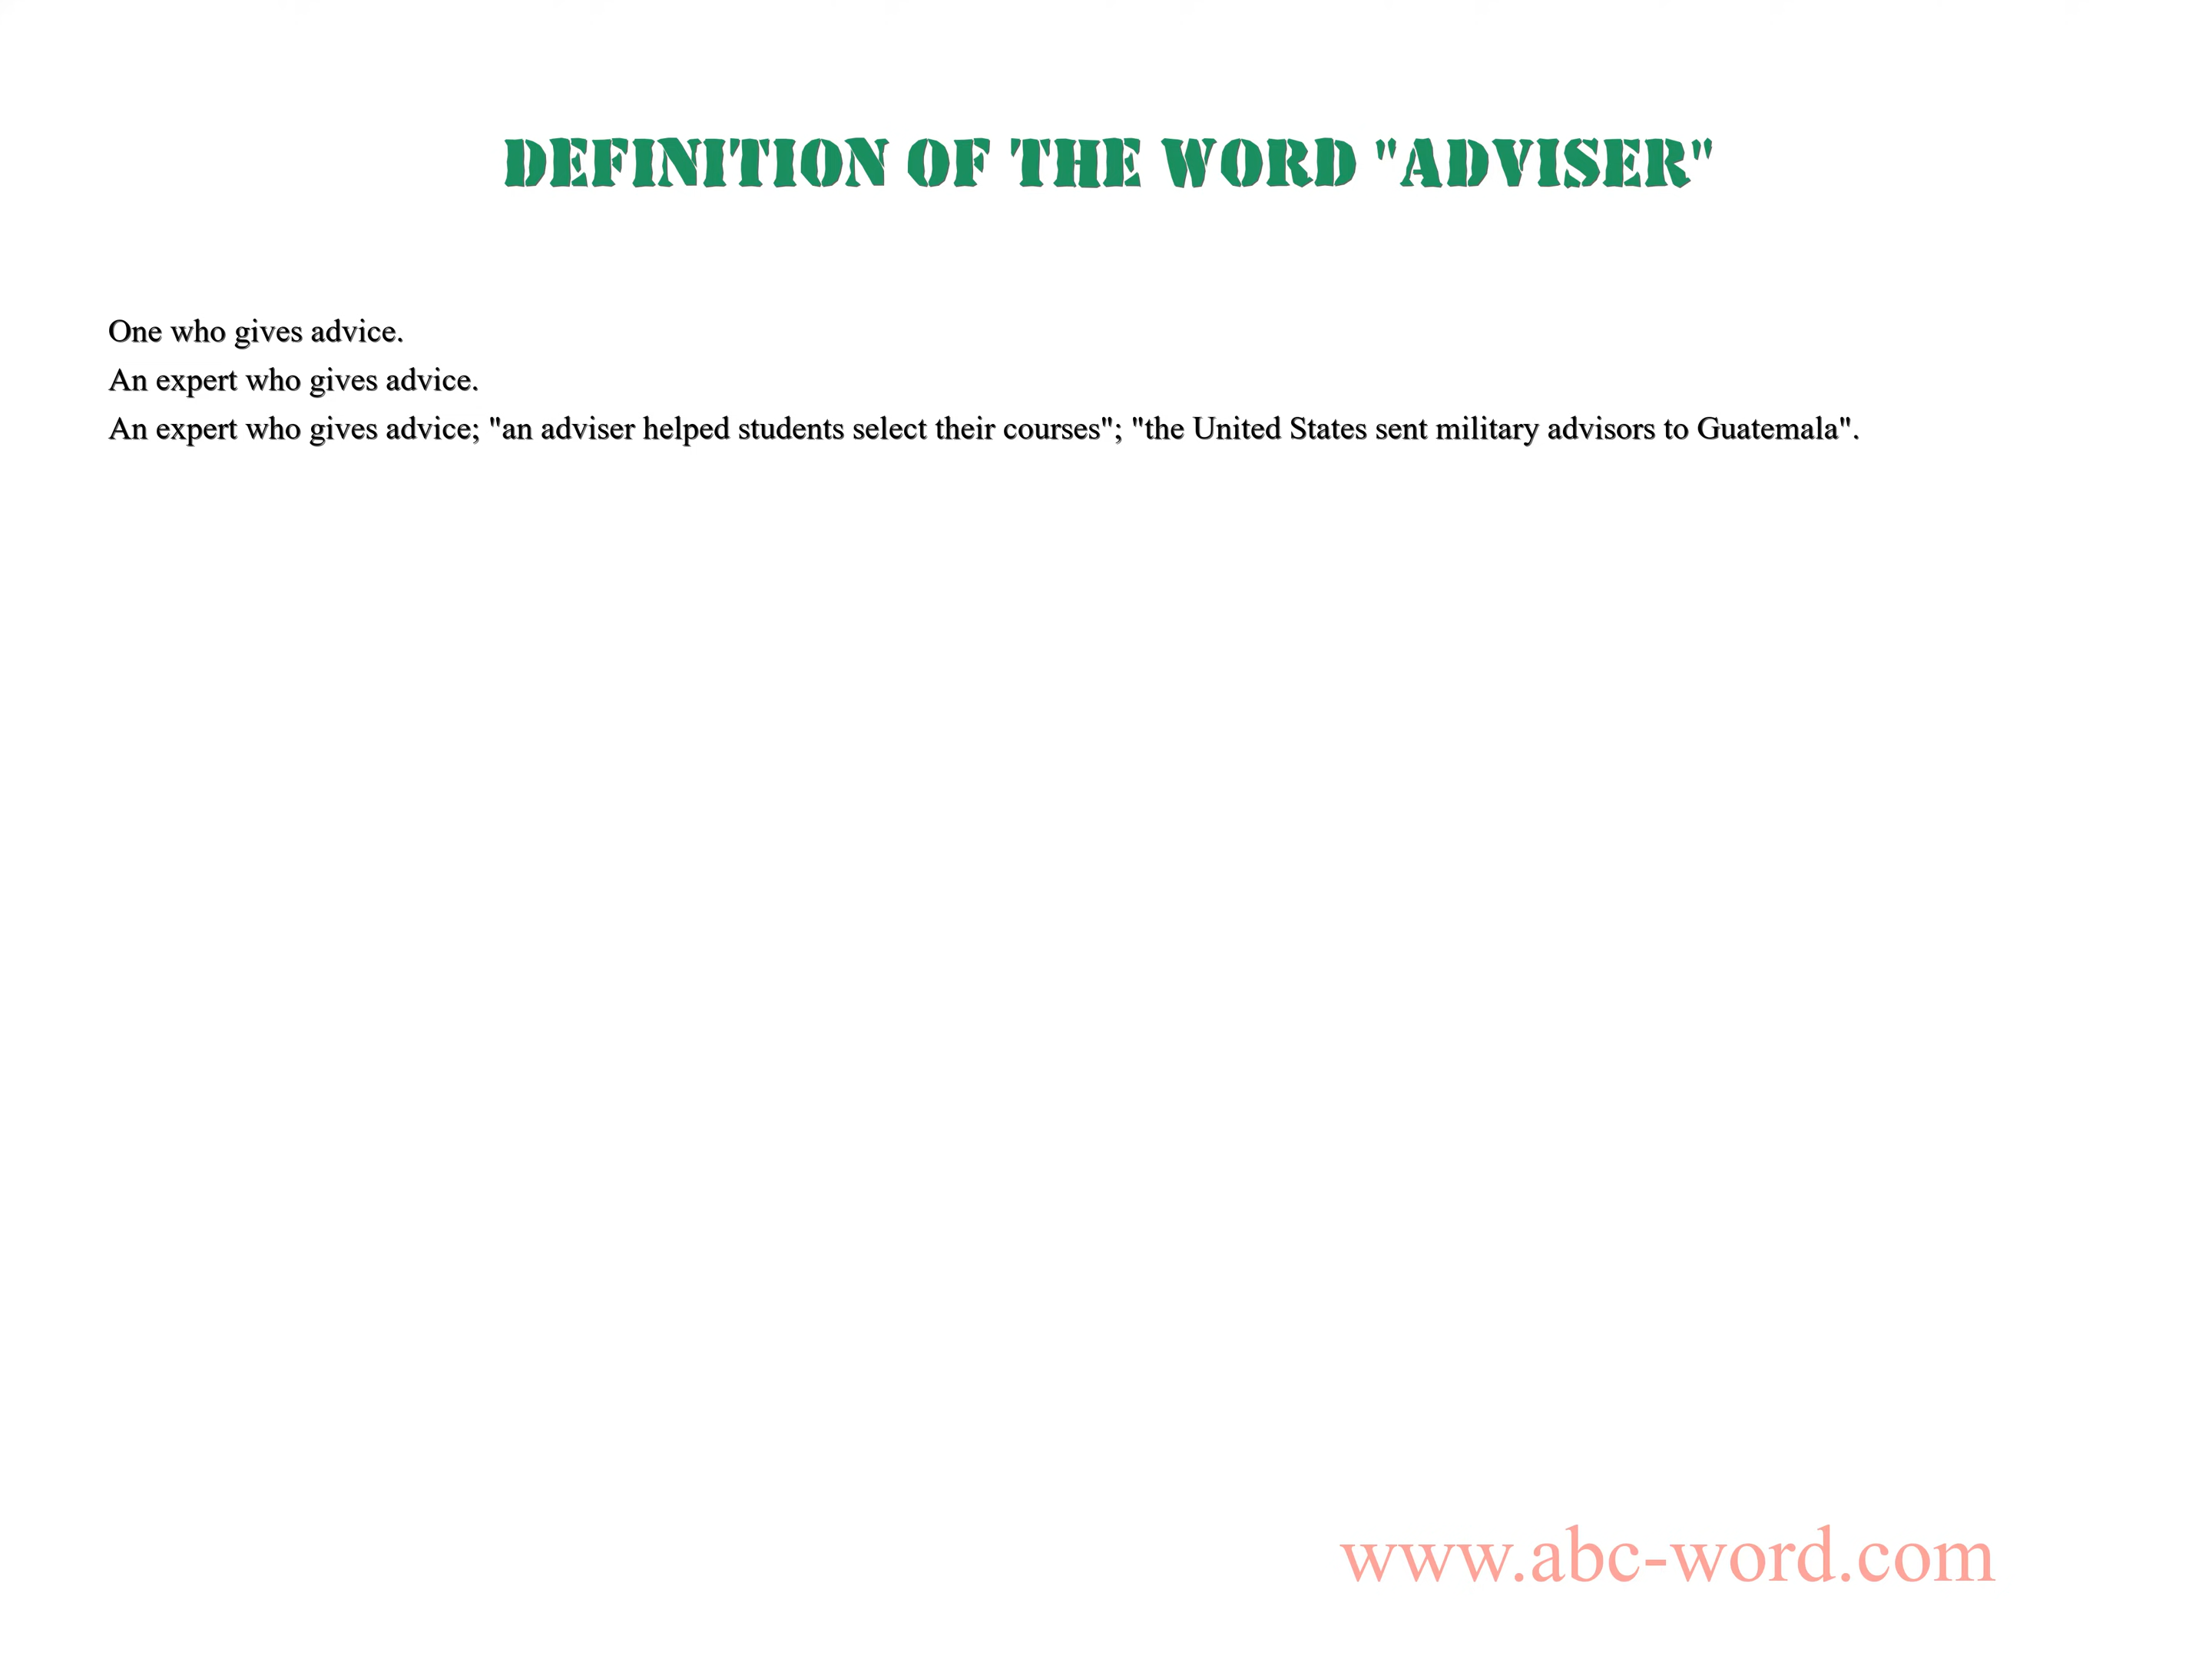 DEFINITION OF THE WORD "ADVISER"
One who gives advice.
An expert who gives advice.
An expert who gives advice; "an adviser helped students select their courses"; "the United States sent military advisors to Guatemala".
www.abc-word.com